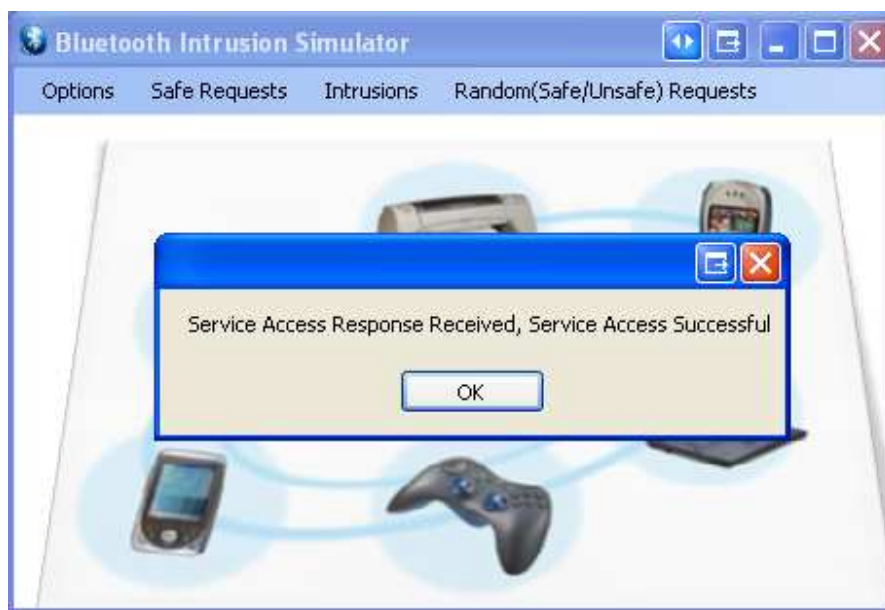 Bluetooth Intrusion Simulator
Options Safe Requests Intrusions Random(Safe/Unsafe) Requests
Service Access Response Received, Service Access Successful
OK